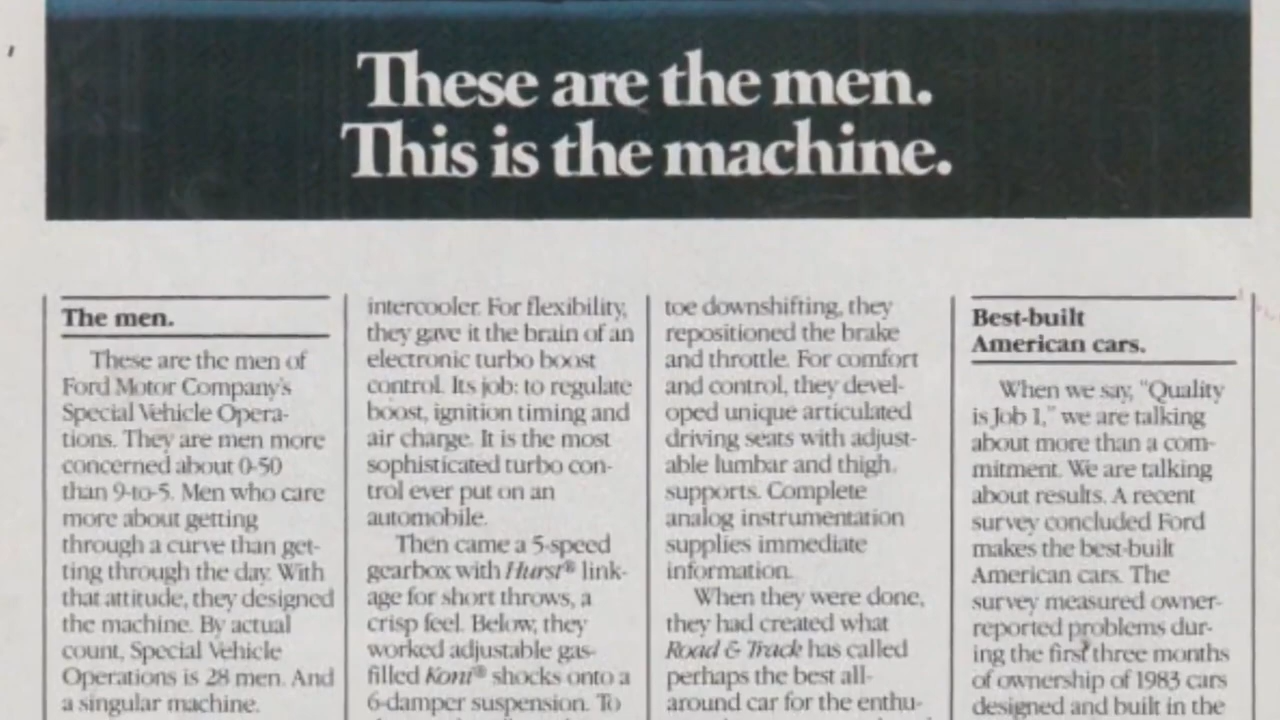 These are the men.
This is the machine.
The men.
These are the men of
Ford Motor Company's
Special Vehicle Opera-
tions. They are men more
concerned about 0-50
than 9-to-5. Men who care
more about getting
through a curve than get-
ting through the day. With
that attitude, they designed
the machine. By actual
count, Special Vehicle
Operations is 28 men. And
a singular machine.
intercooler. For flexibility,
they gave it the brain of an
electronic turbo boost
control. Its job: to regulate
boost, ignition timing and
air charge. It is the most
sophisticated turbo con-
trol ever put on an
automobile.
Then came a 5-speed
gearbox with Hurst® link-
age for short throws, a
crisp feel. Below, they
worked adjustable gas-
filled Koni® shocks onto a
6-damper suspension. To
toe downshifting, they
repositioned the brake
and throttle. For comfort
and control, they devel-
oped unique articulated
driving seats with adjust-
able lumbar and thigh
supports. Complete
analog instrumentation
supplies immediate
information.
When they were done,
they had created what
Road & Track has called
perhaps the best all-
around car for the enthu-
Best-built
American cars.
When we say, "Quality
is Job 1," we are talking
about more than a com-
mitment. We are talking
about results. A recent
survey concluded Ford
makes the best-built
American cars. The
survey measured owner-
reported problems dur-
ing the first three months
of ownership of 1983 cars
designed and built in the